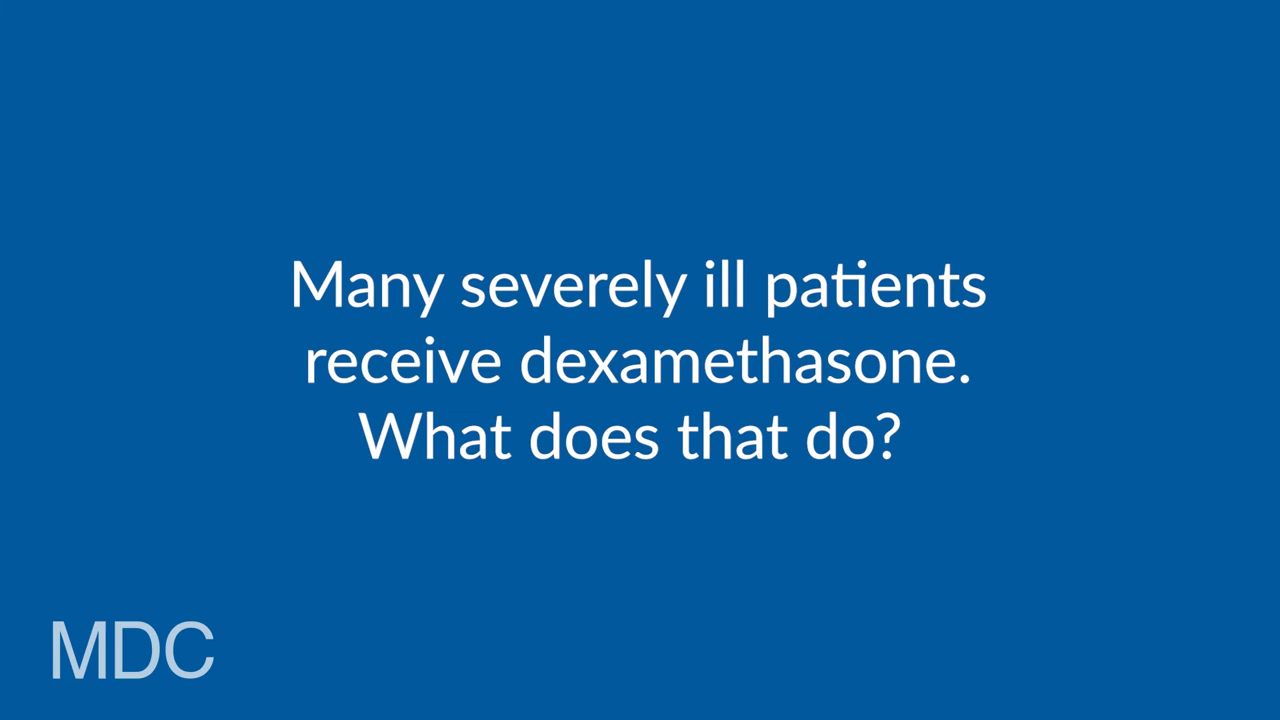 Many severely ill patients
receive dexamethasone.
What does that do?
MDC